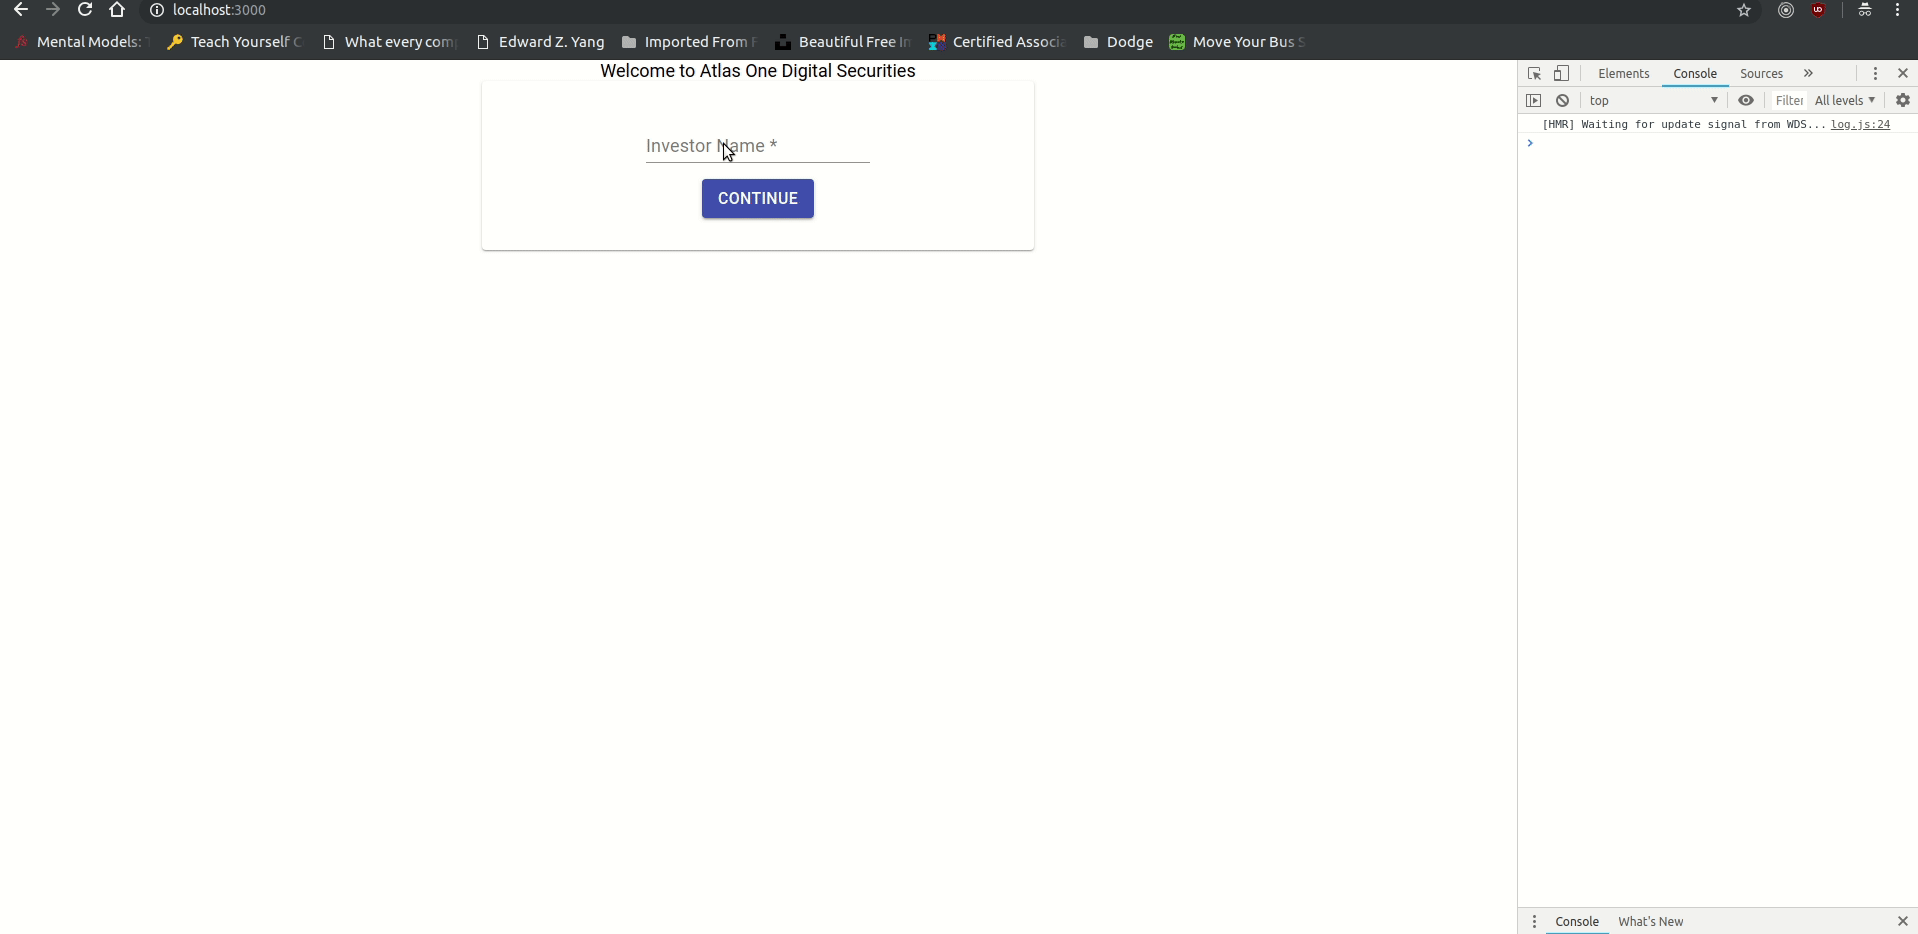 localhost:3000
Mental Models: Teach Yourself C What every com Edward Z. Yang Imported From F Beautiful Free Im Certified Associa Dodge Move Your Bus S
Welcome to Atlas One Digital Securities
Investor Name *
CONTINUE
Elements Console Sources
top Filter All levels
[HMR] Waiting for update signal from WDS... log.js:24
Console What's New